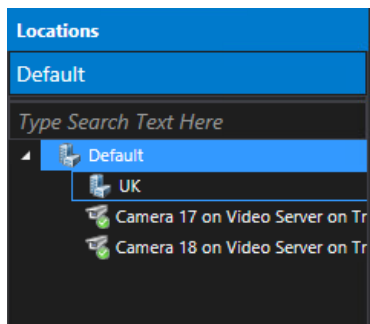 Locations
Default
Type Search Text Here
Default
UK
Camera 17 on Video Server on Tr
Camera 18 on Video Server on Tr